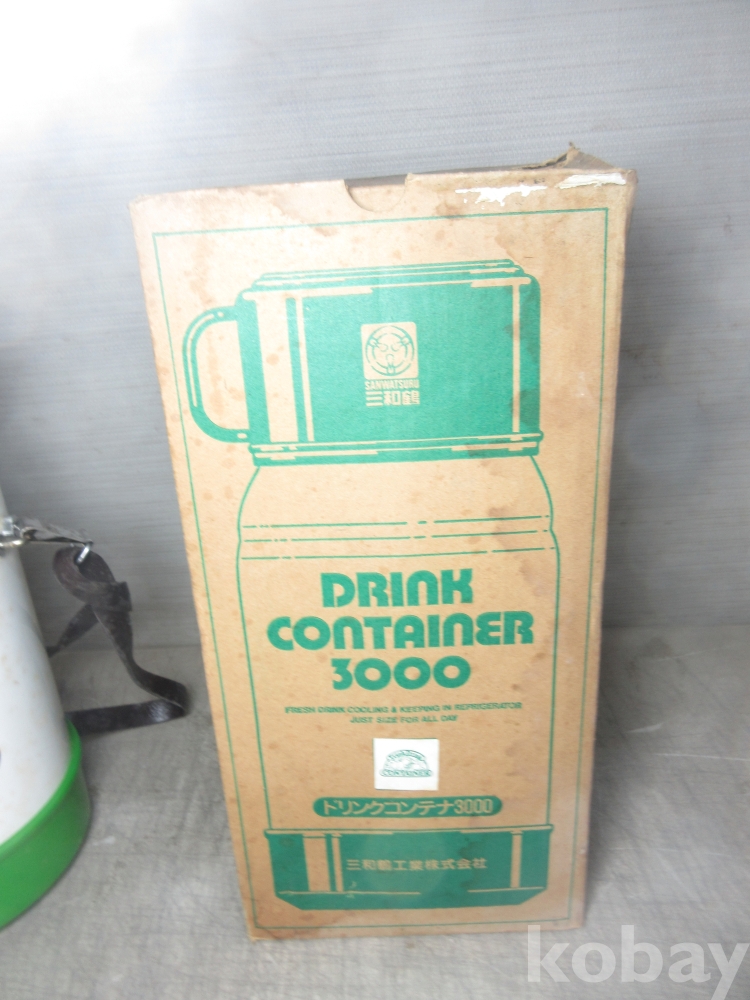 SANWATSURU
三和鶴
DRINK
CONTAINER
3000
FRESH DRINK COOLING & KEEPING IN REFRIGERATOR
JUST SIZE FOR ALL DAY
CONTAINER
ドリンクコンテナ3000
三和鶴工業株式会社
kobay